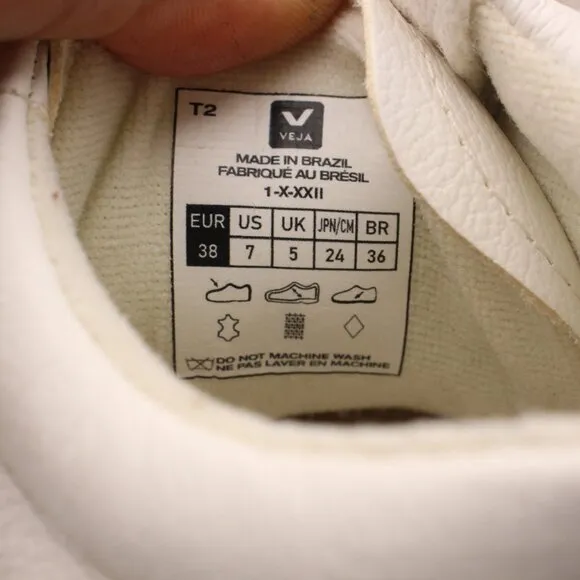 T2
VEJA
MADE IN BRAZIL
FABRIQUÉ AU BRÉSIL
1-X-XXII
EUR US UK JPN/CM BR
38 7 5 24 36
DO NOT MACHINE WASH
NE PAS LAVER EN MACHINE